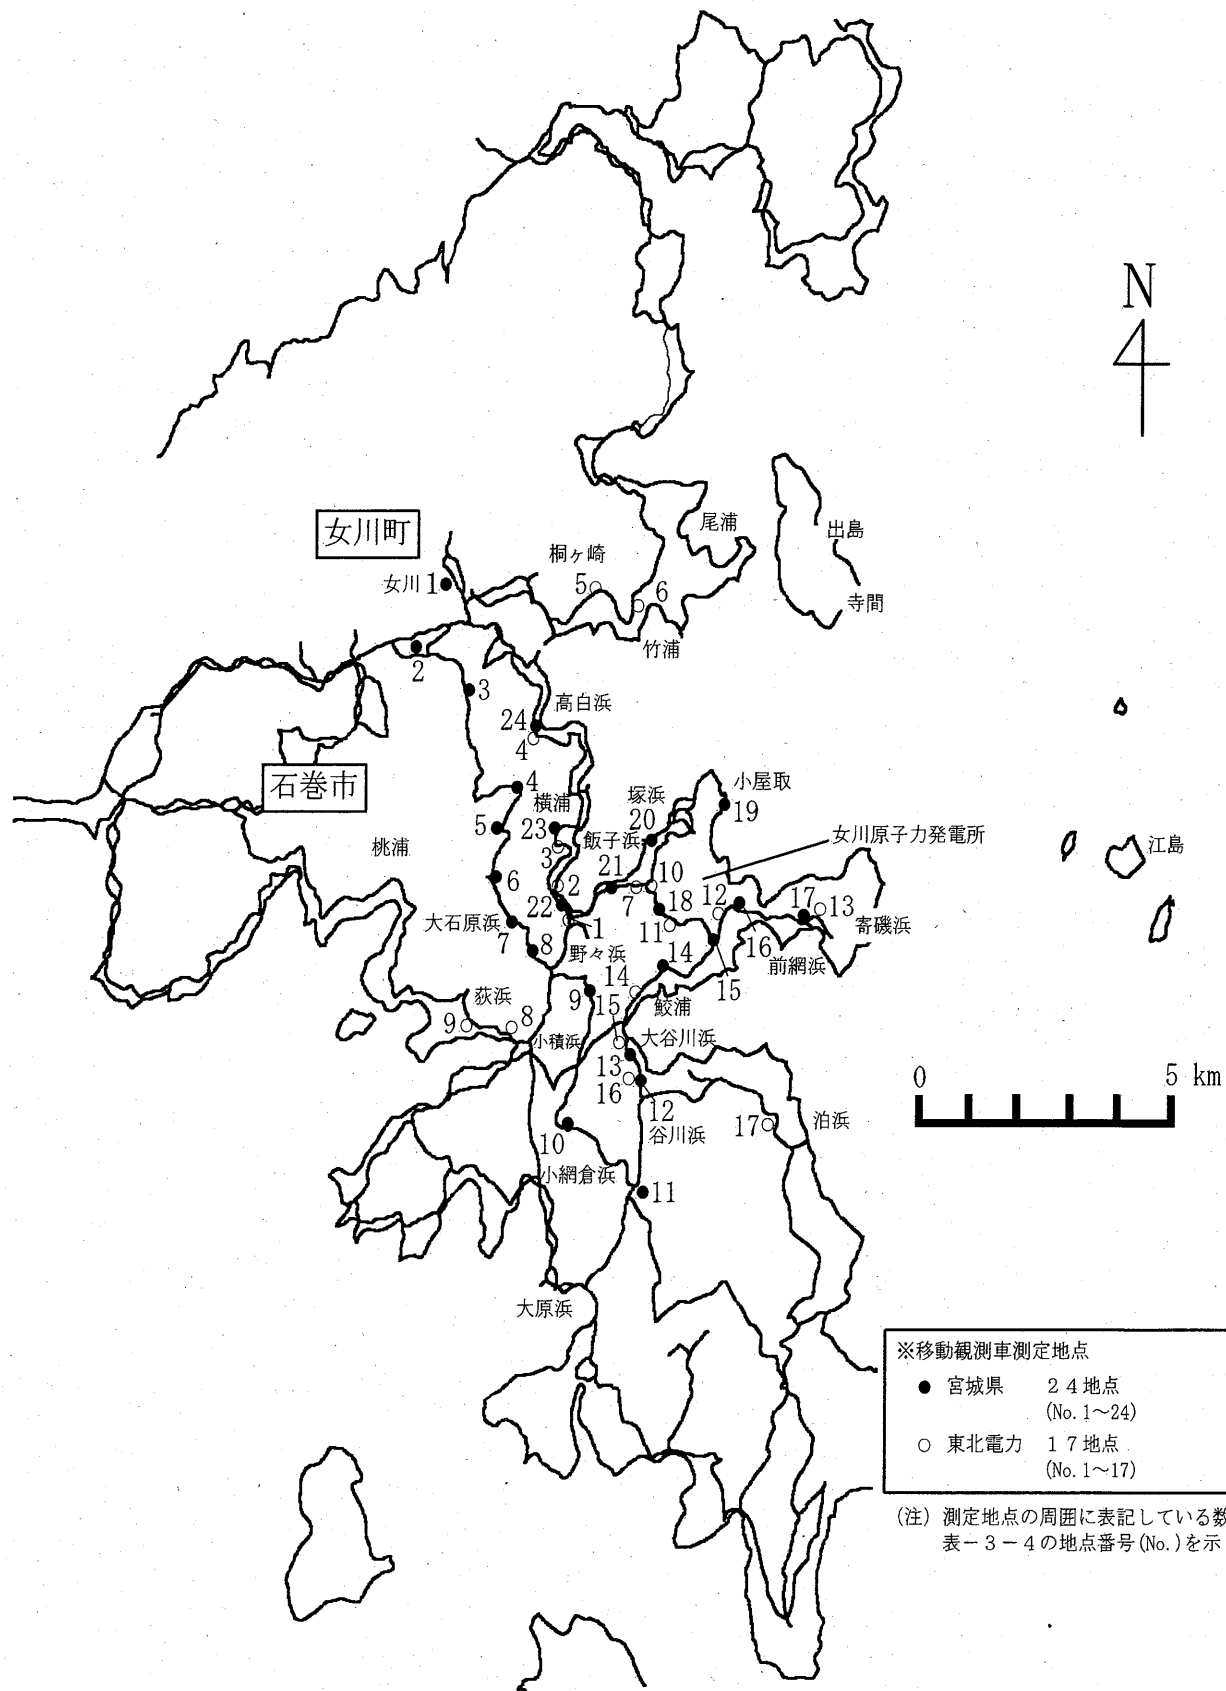 N
尾浦
女川町
出島
桐ヶ崎
女川 1
5
6
寺間
竹浦
2
3
高白浜
24
4
石巻市
4
小屋取
塚浜
19
横浦
5
23
20
飯子浜
女川原子力発電所
桃浦
3
江島
21
6
2
10
7
17
13
12
22
18
大石原浜
1
11
寄磯浜
16
7
8
野々浜
14
前網浜
15
14
9
15
鮫浦
荻浜
9
8
小積浜
大谷川浜
13
0 5 km
16
12
10
谷川浜
17
泊浜
小網倉浜
11
大原浜
※移動観測車測定地点
● 宮城県 24地点
(No.1～24)
○ 東北電力 17地点
(No.1～17)
(注) 測定地点の周囲に表記している数
表－3－4の地点番号(No.)を示